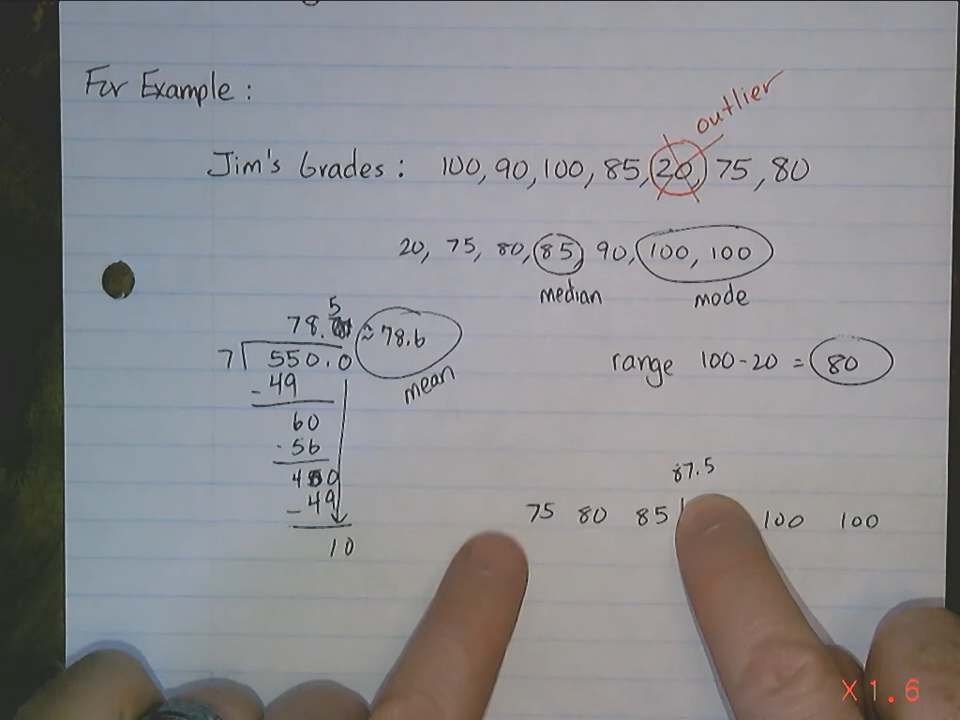 For Example :
outlier
Jim's Grades : 100, 90, 100, 85, 20, 75, 80
20, 75, 80, 85, 90, 100, 100
median mode
78.5 ≈ 78.6
mean
7 550.0
- 49
60
- 56
40
- 49
10
range 100 - 20 = 80
87.5
75 80 85 100 100
X1.6